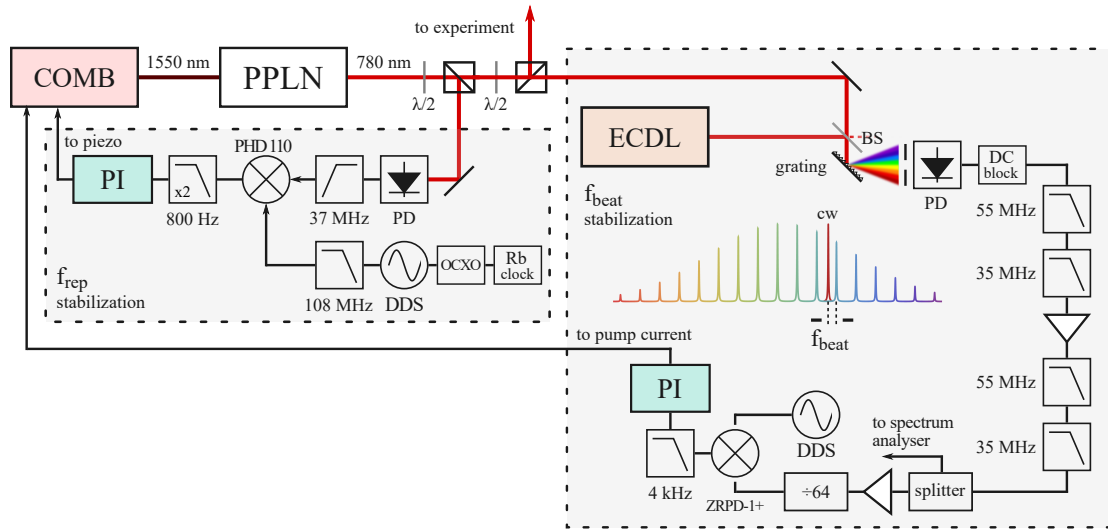 to experiment
COMB
1550 nm
PPLN
780 nm
λ/2
λ/2
to piezo
PHD 110
PI
x2
800 Hz
37 MHz
PD
f_rep
stabilization
108 MHz
DDS
OCXO
Rb
clock
ECDL
BS
grating
PD
DC
block
f_beat
stabilization
cw
f_beat
55 MHz
35 MHz
55 MHz
35 MHz
to pump current
PI
4 kHz
ZRPD-1+
DDS
to spectrum
analyser
÷64
splitter